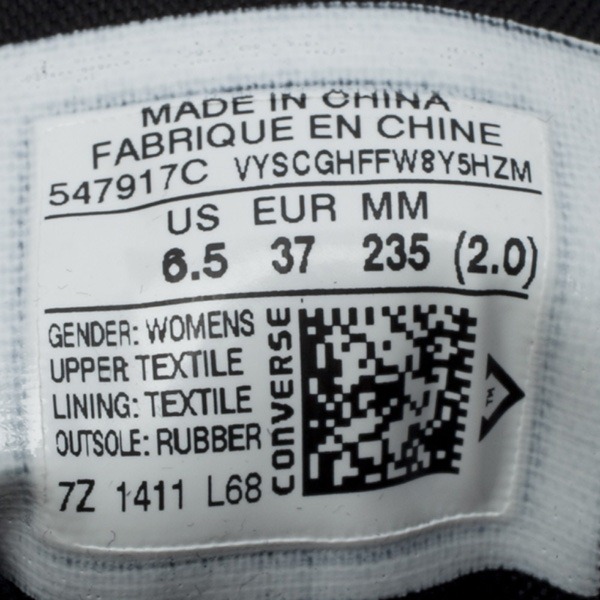 MADE IN CHINA
FABRIQUE EN CHINE
547917C VYSCGHFFW8Y5HZM
US EUR MM
6.5 37 235 (2.0)
GENDER: WOMENS
UPPER TEXTILE
LINING: TEXTILE
OUTSOLE: RUBBER
7Z 1411 L68
CONVERSE